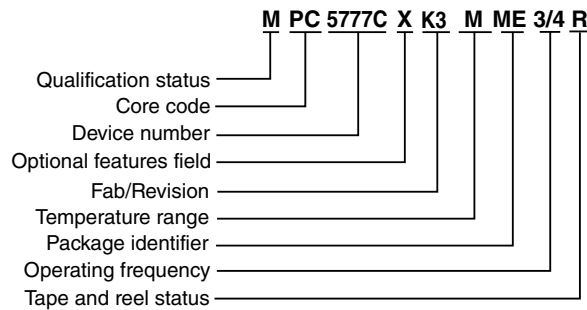 M PC 5777C X K3 M ME 3/4 R
Qualification status
Core code
Device number
Optional features field
Fab/Revision
Temperature range
Package identifier
Operating frequency
Tape and reel status